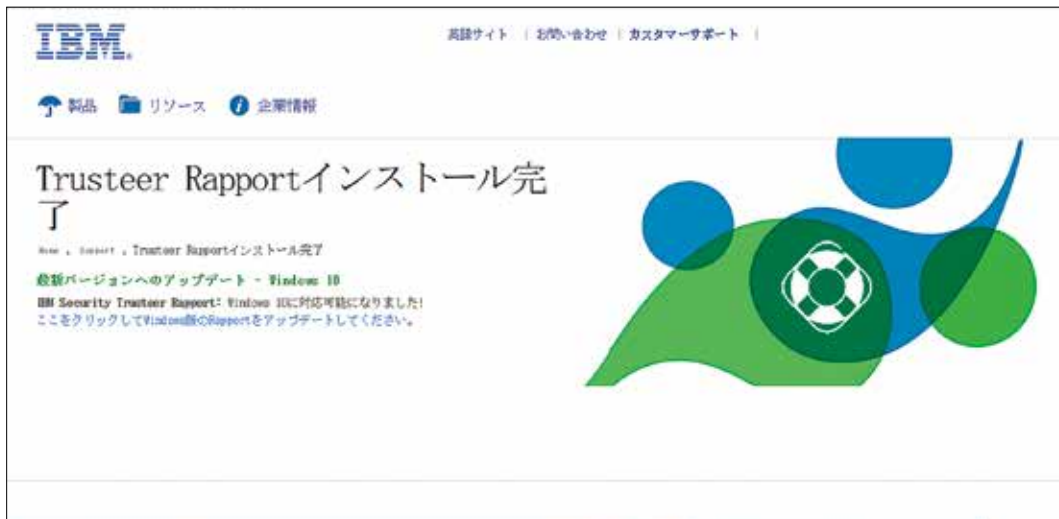 IBM.
英語サイト | お問い合わせ | カスタマーサポート |
製品 リソース 企業情報
Trusteer Rapportインストール完
了
Home , Support , Trusteer Rapportインストール完了
最新バージョンへのアップデート - Windows 10
IBM Security Trusteer Rapport: Windows 10に対応可能になりました!
ここをクリックしてWindows版のRapportをアップデートしてください。